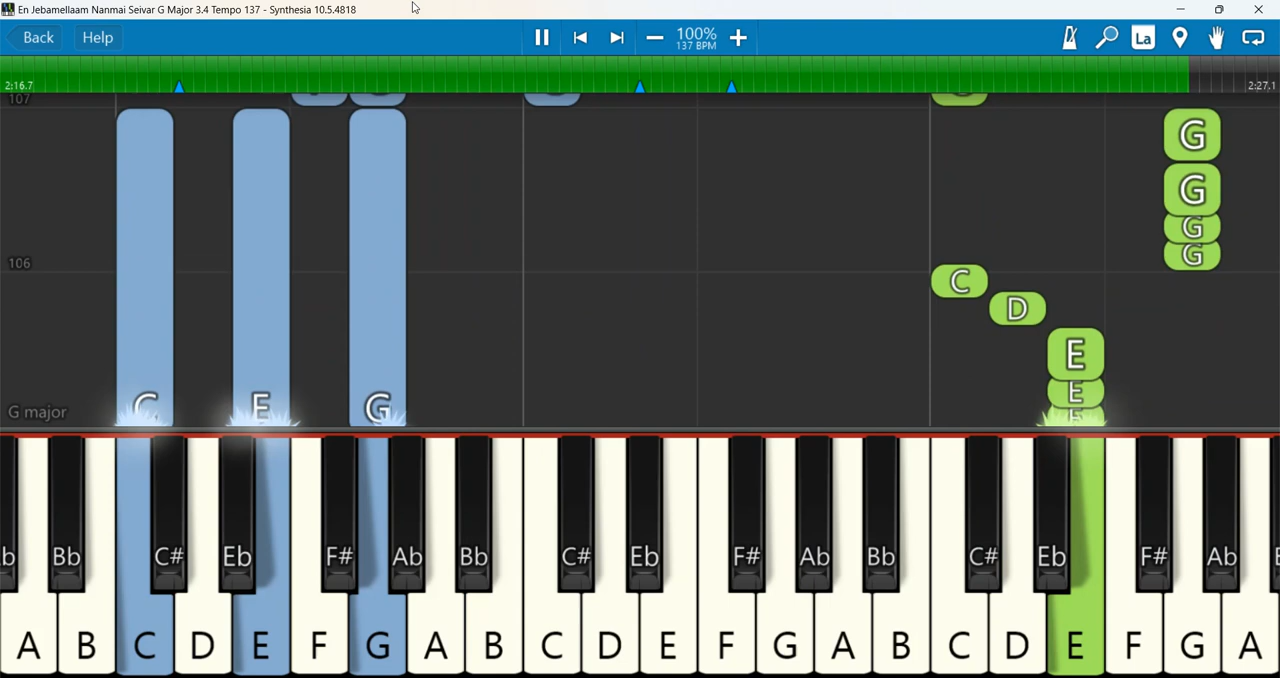 En Jebamellaam Nanmai Seivar G Major 3.4 Tempo 137 - Synthesia 10.5.4818
Back Help 100% La
137 BPM
2:16.7 2:27.1
107
G
G
G
106 G
C
D
E
E
G major C E G E
b Bb C# Eb F# Ab Bb C# Eb F# Ab Bb C# Eb F# Ab E
A B C D E F G A B C D E F G A B C D E F G A